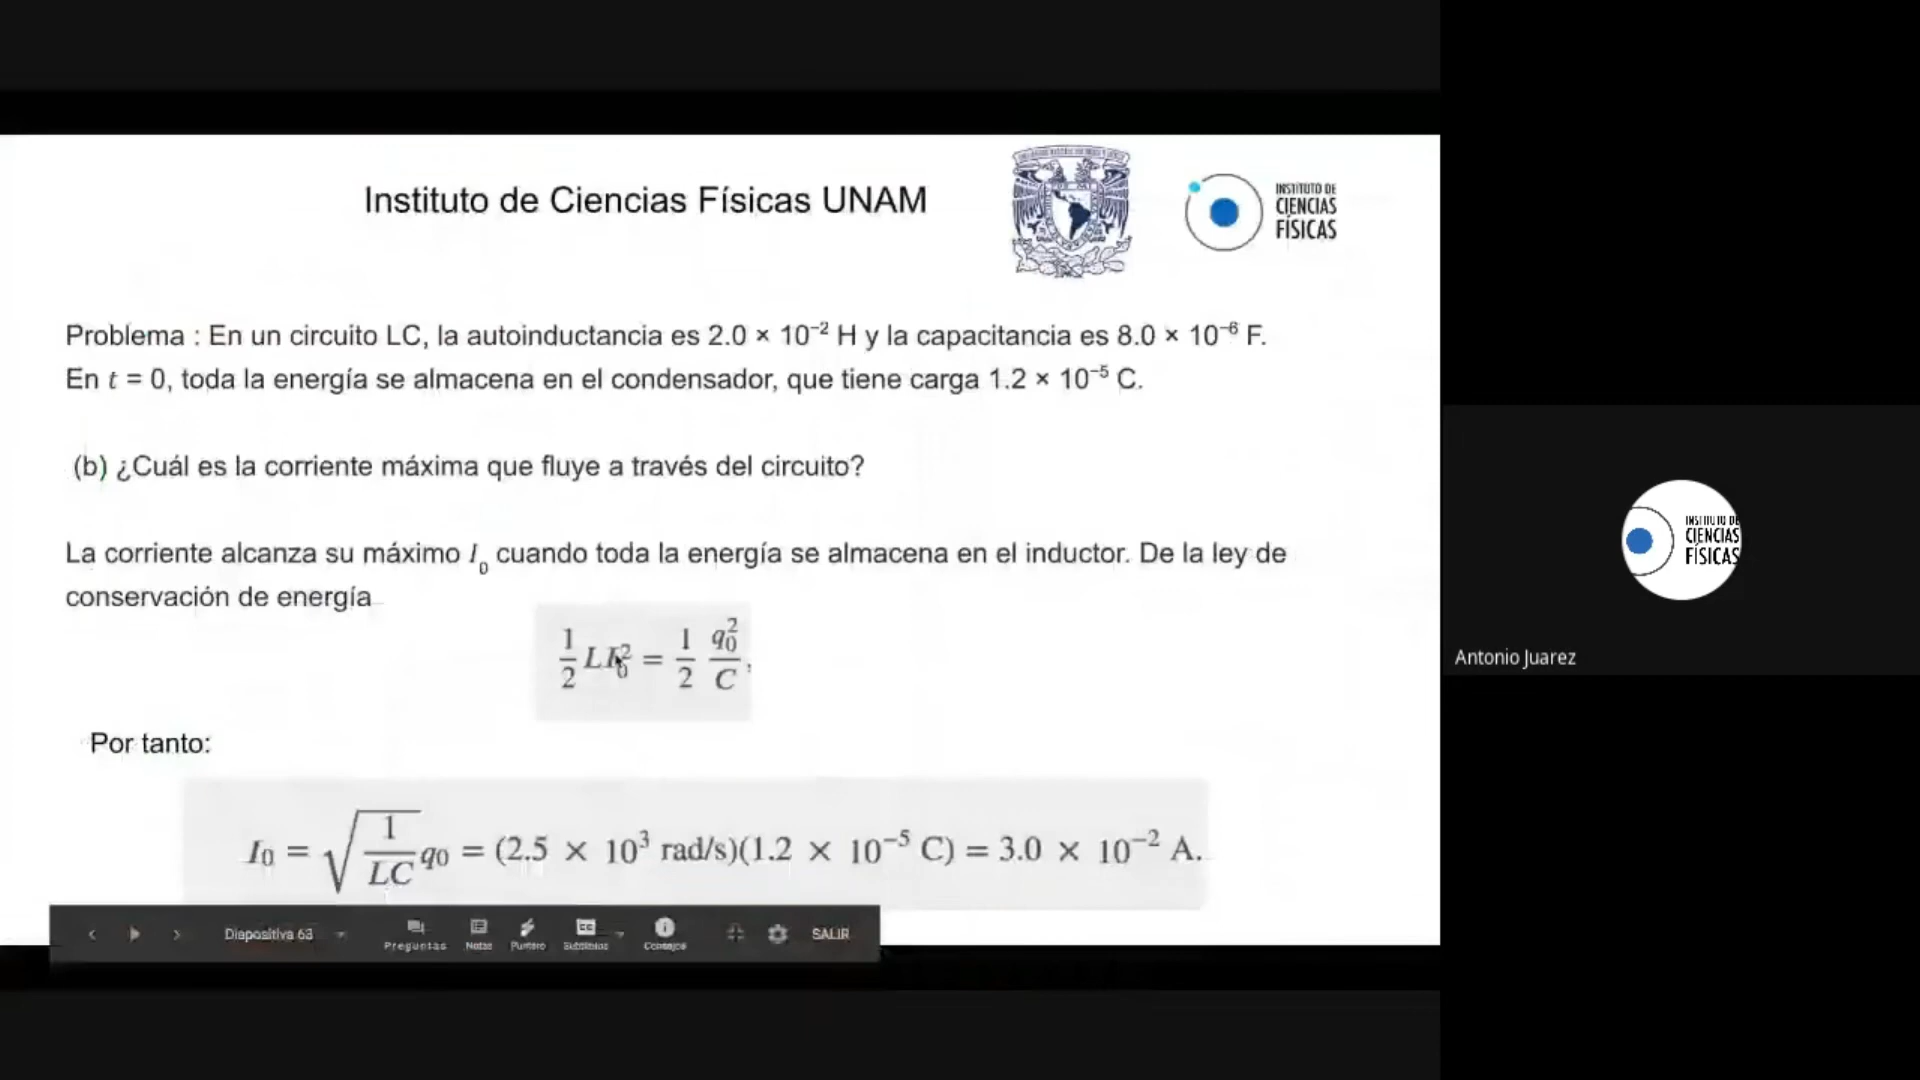 Instituto de Ciencias Físicas UNAM
INSTITUTO DE
CIENCIAS
FÍSICAS
Problema : En un circuito LC, la autoinductancia es 2.0 × 10⁻² H y la capacitancia es 8.0 × 10⁻⁶ F.
En t = 0, toda la energía se almacena en el condensador, que tiene carga 1.2 × 10⁻⁵ C.
(b) ¿Cuál es la corriente máxima que fluye a través del circuito?
La corriente alcanza su máximo I₀ cuando toda la energía se almacena en el inductor. De la ley de
conservación de energía
1/2 LI₀² = 1/2 q₀²/C,
Por tanto:
I₀ = √(1/LC) q₀ = (2.5 × 10³ rad/s)(1.2 × 10⁻⁵ C) = 3.0 × 10⁻² A.
Diapositiva 63
Preguntas
Notas
Puntero
Subtítulos
Consejos
SALIR
INSTITUTO DE
CIENCIAS
FÍSICAS
Antonio Juarez